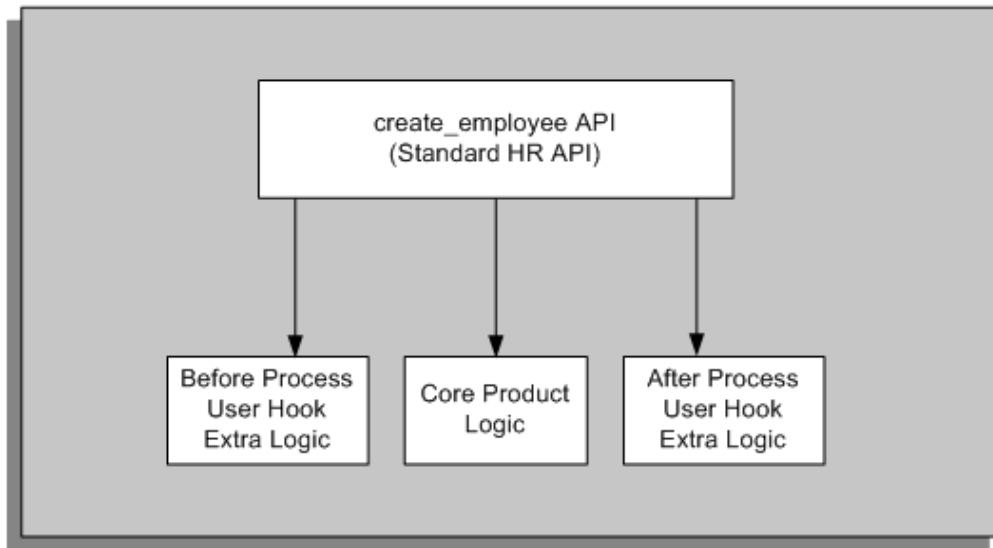 create_employee API
(Standard HR API)
Before Process
User Hook
Extra Logic
Core Product
Logic
After Process
User Hook
Extra Logic